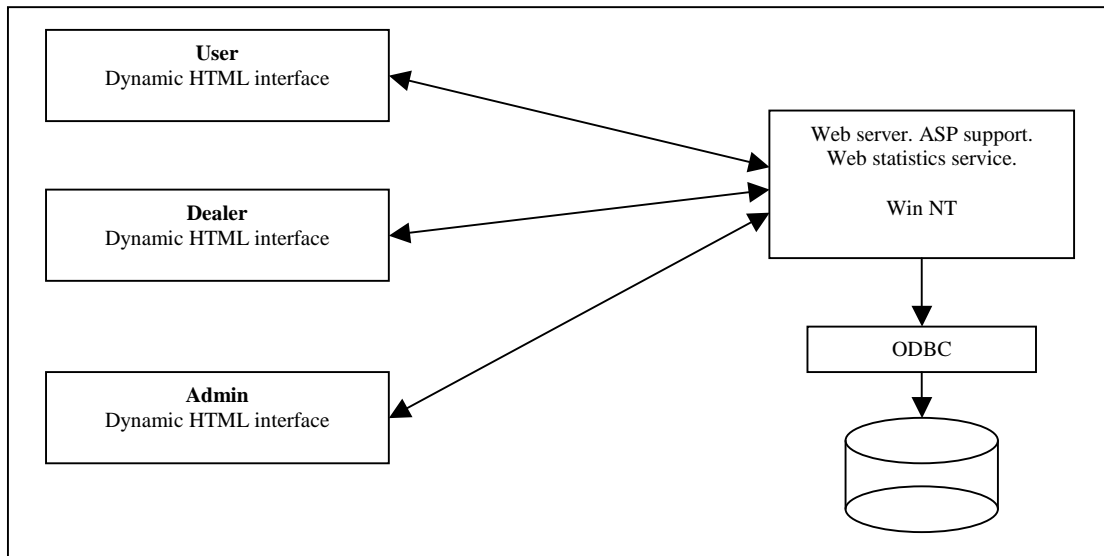 User
Dynamic HTML interface
Dealer
Dynamic HTML interface
Admin
Dynamic HTML interface
Web server. ASP support.
Web statistics service.
Win NT
ODBC